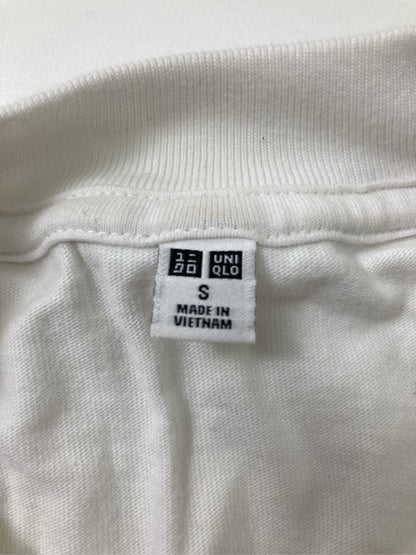 ユニ UNI
クロ QLO
S
MADE IN
VIETNAM